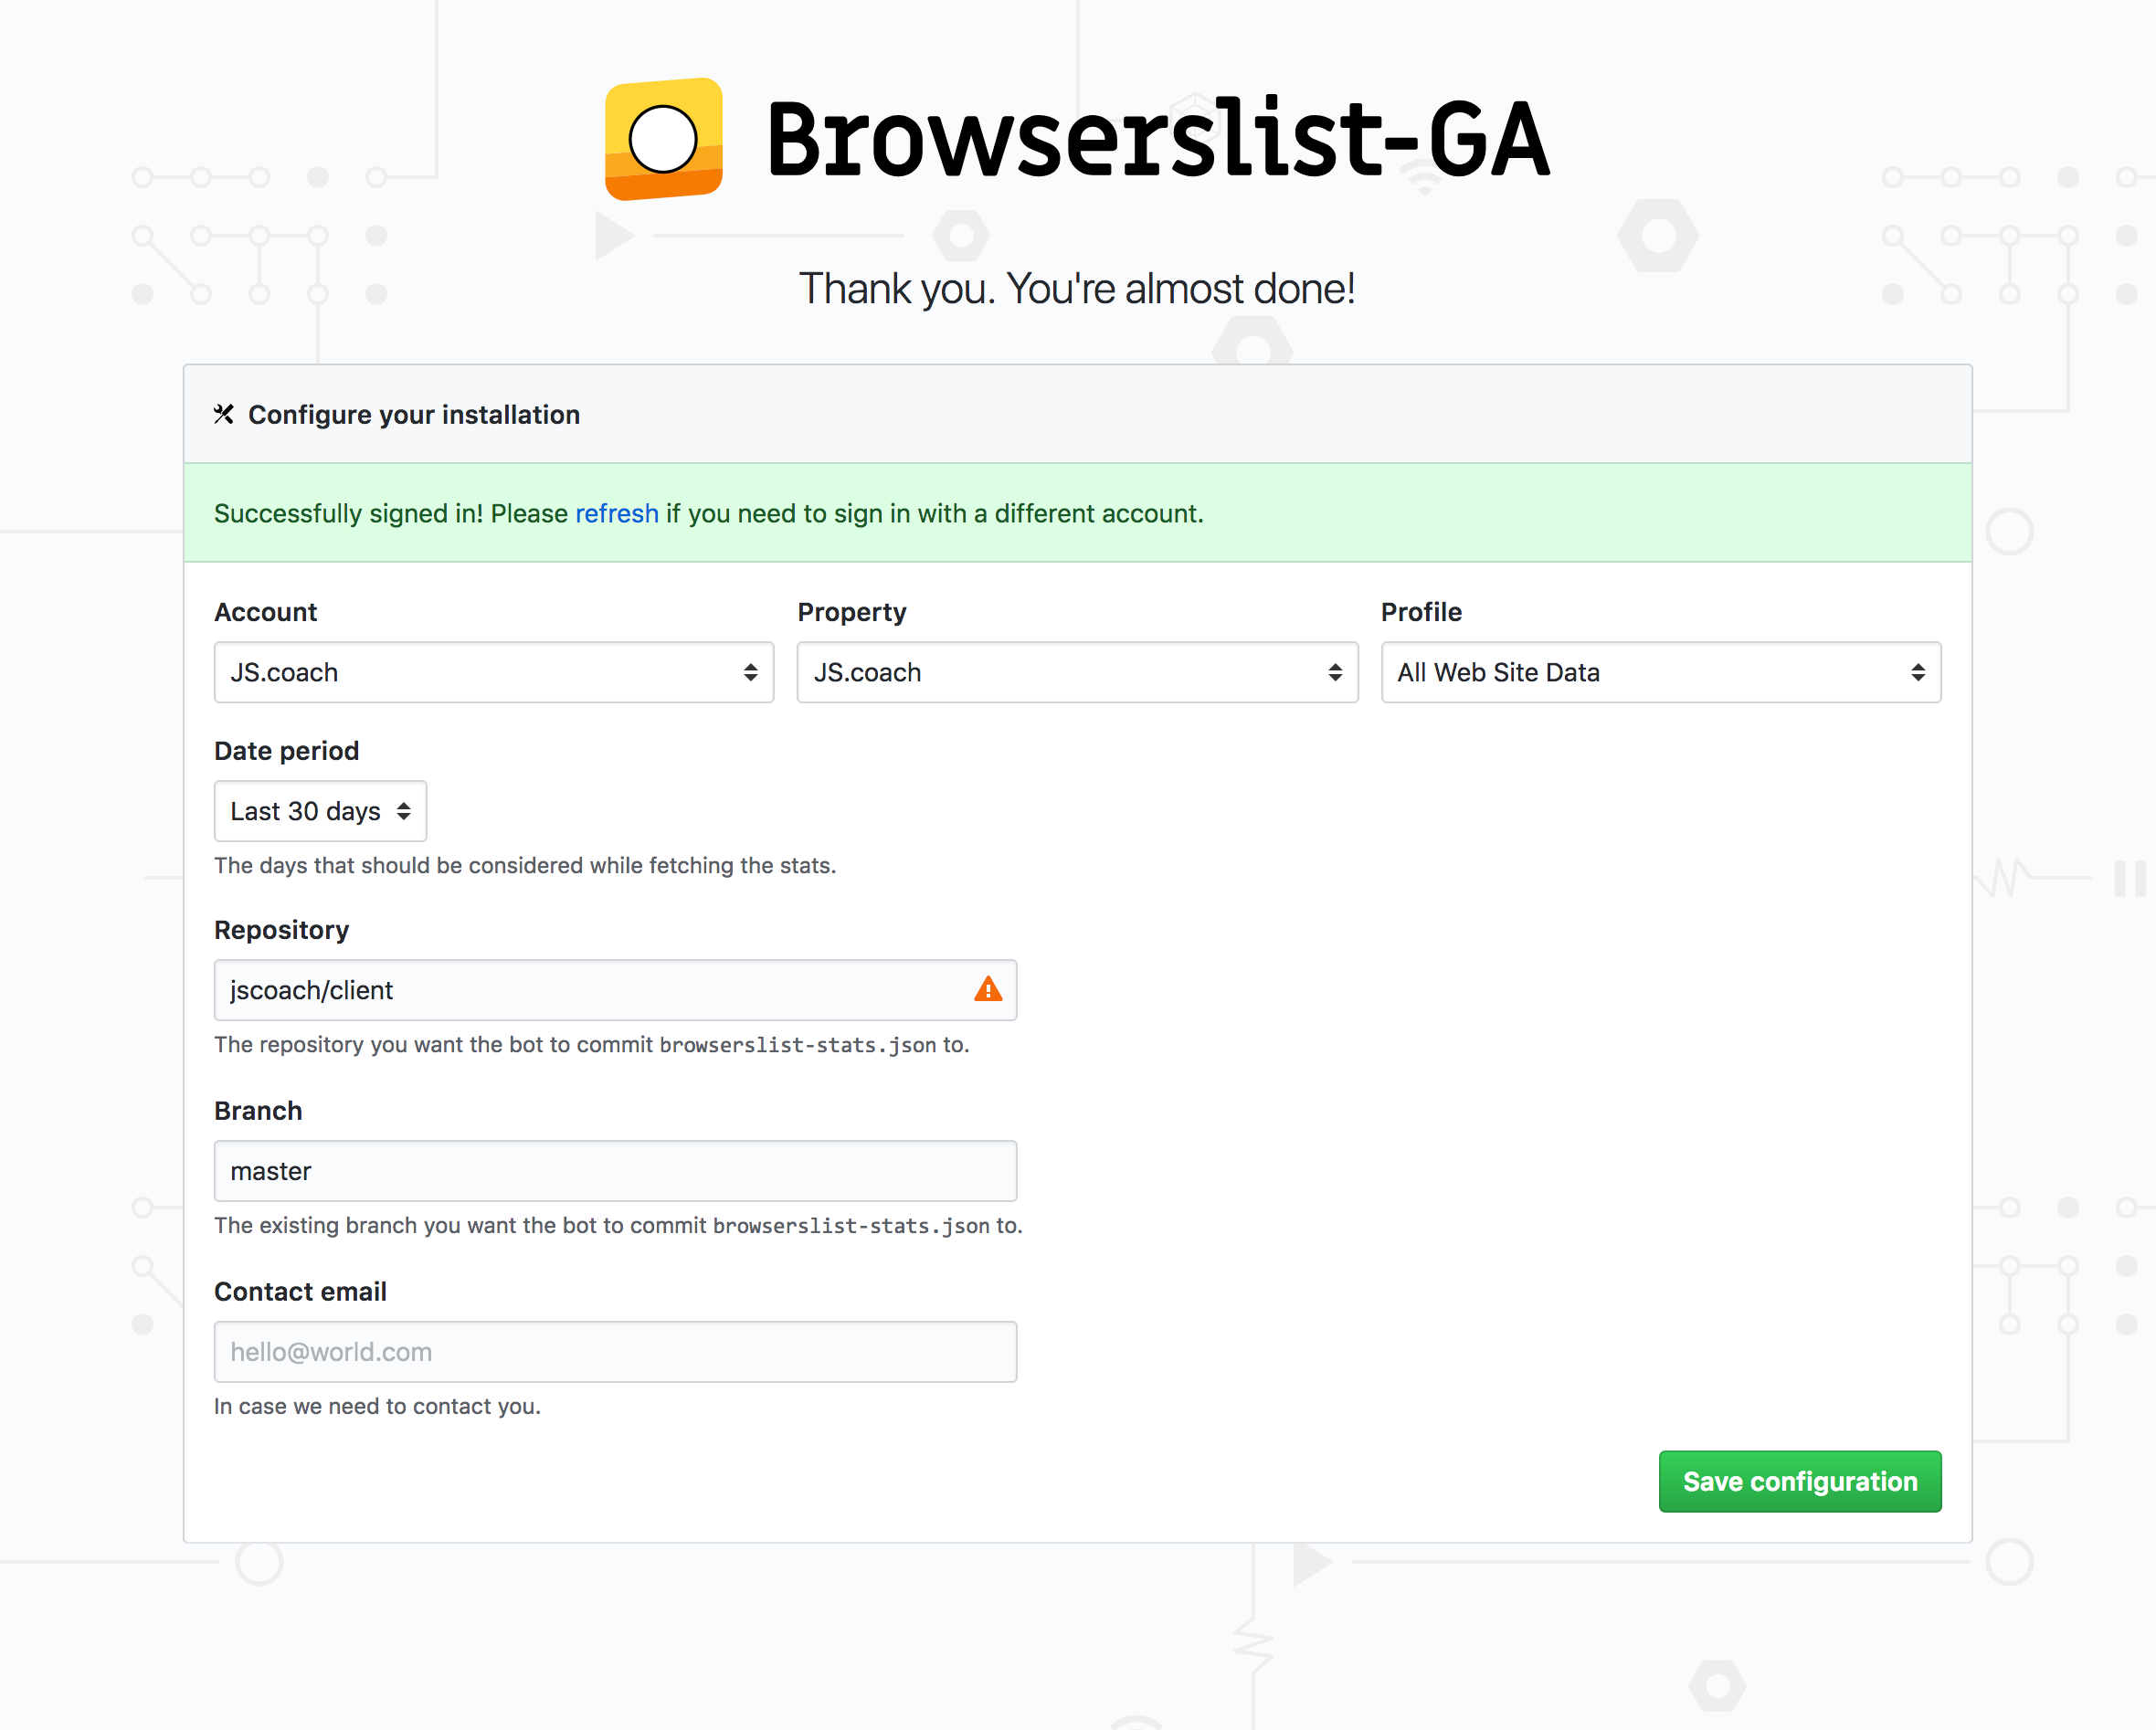 Browserslist-GA
Thank you. You're almost done!
Configure your installation
Successfully signed in! Please refresh if you need to sign in with a different account.
Account
Property
Profile
JS.coach
JS.coach
All Web Site Data
Date period
Last 30 days
The days that should be considered while fetching the stats.
Repository
jscoach/client
The repository you want the bot to commit browserslist-stats.json to.
Branch
master
The existing branch you want the bot to commit browserslist-stats.json to.
Contact email
hello@world.com
In case we need to contact you.
Save configuration